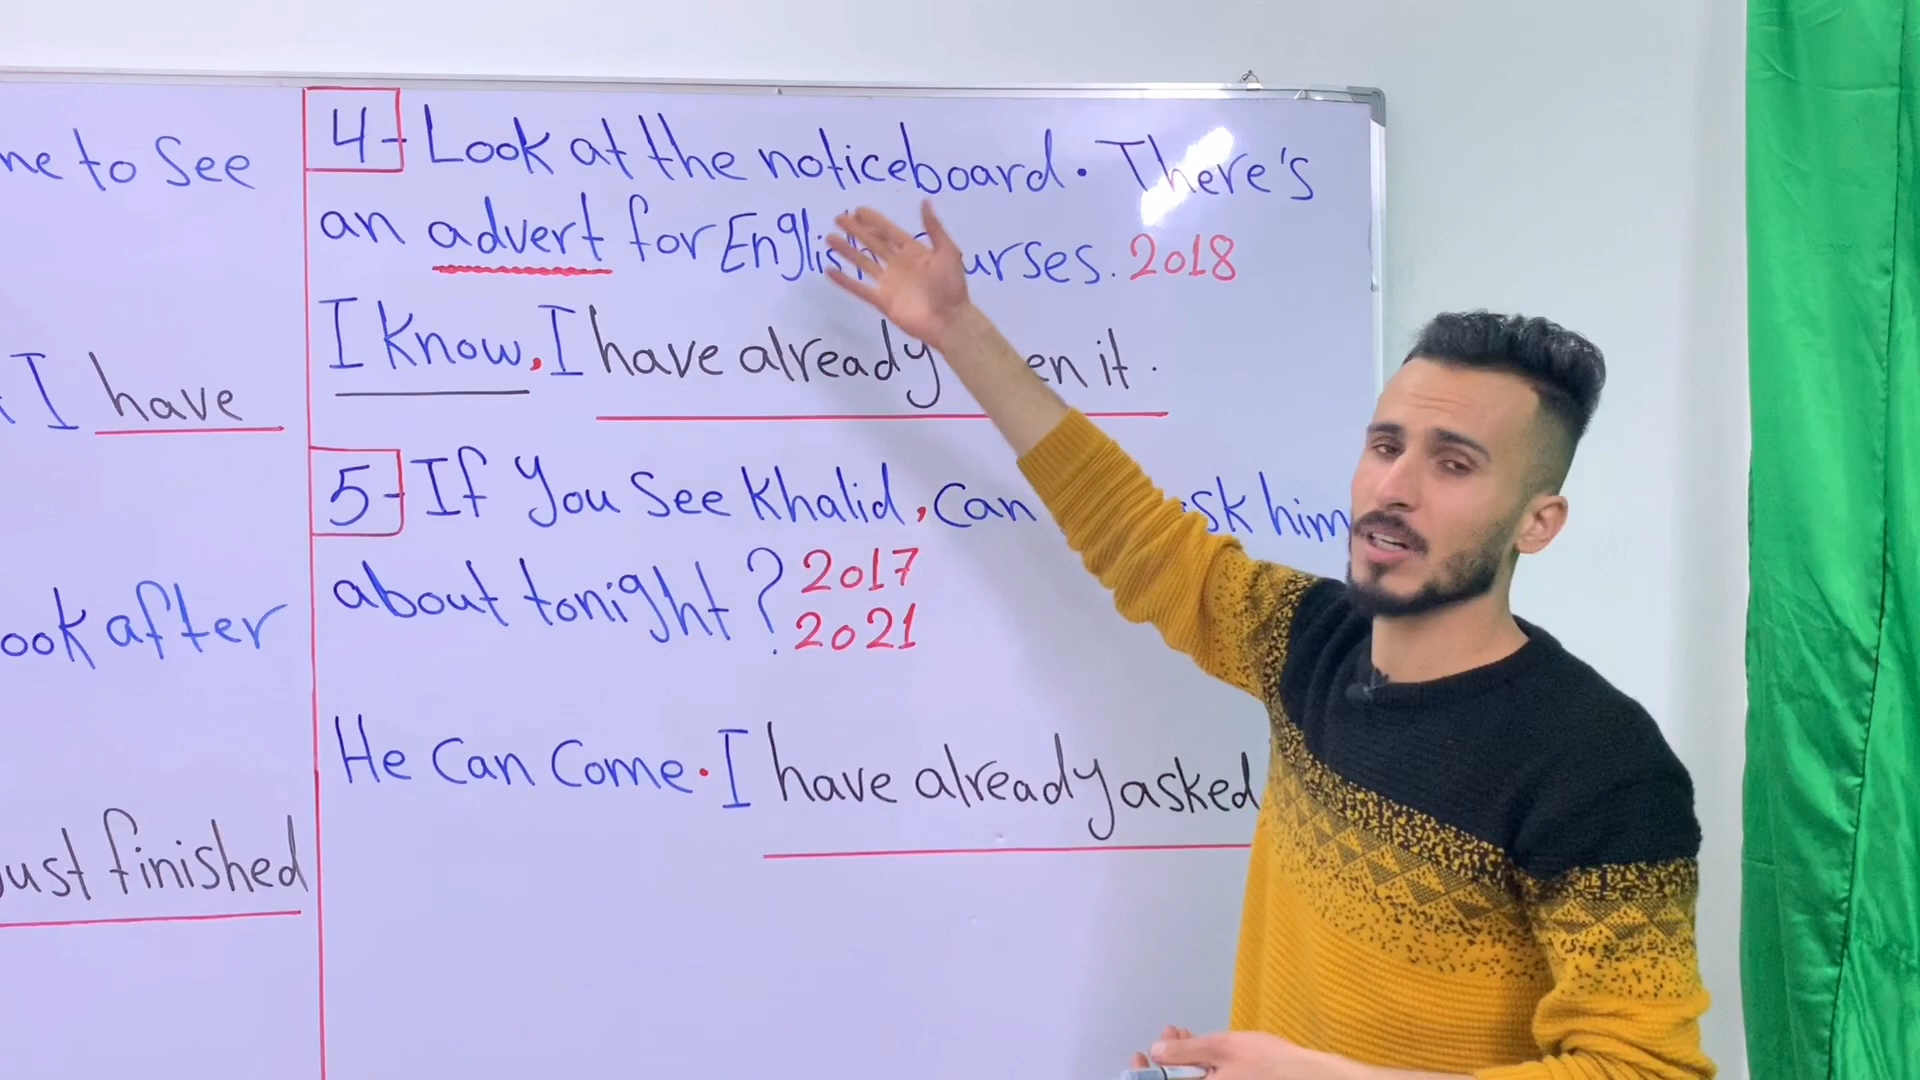 ne to See
I have
ook after
ust finished
4- Look at the noticeboard. There's
an advert for English urses. 2018
I know, I have already en it.
5- If you see Khalid, can sk him
about tonight? 2017
2021
He can come. I have already asked